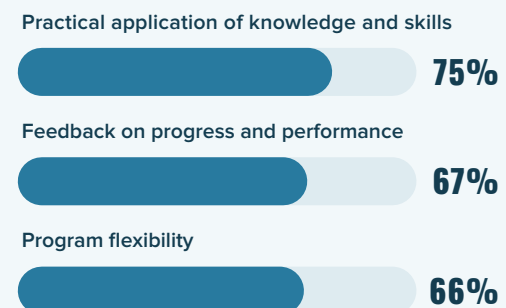 Practical application of knowledge and skills
75%
Feedback on progress and performance
67%
Program flexibility
66%